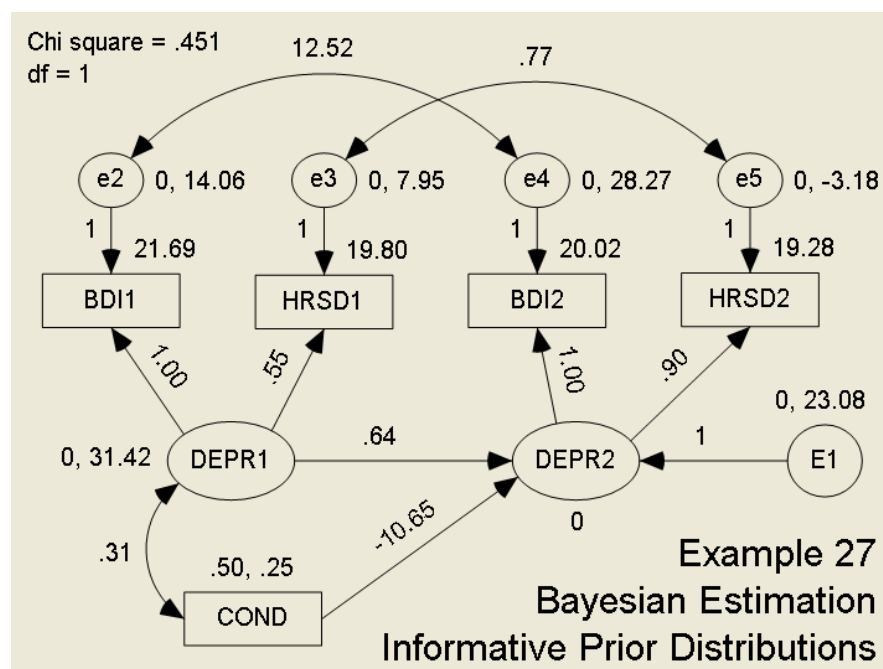 Chi square = .451
df = 1
12.52
.77
e2
0, 14.06
e3
0, 7.95
e4
0, 28.27
e5
0, -3.18
1
21.69
1
19.80
1
20.02
1
19.28
BDI1
HRSD1
BDI2
HRSD2
1.00
.55
1.00
.90
0, 23.08
0, 31.42
DEPR1
.64
DEPR2
1
E1
0
.31
-10.65
.50, .25
COND
Example 27
Bayesian Estimation
Informative Prior Distributions